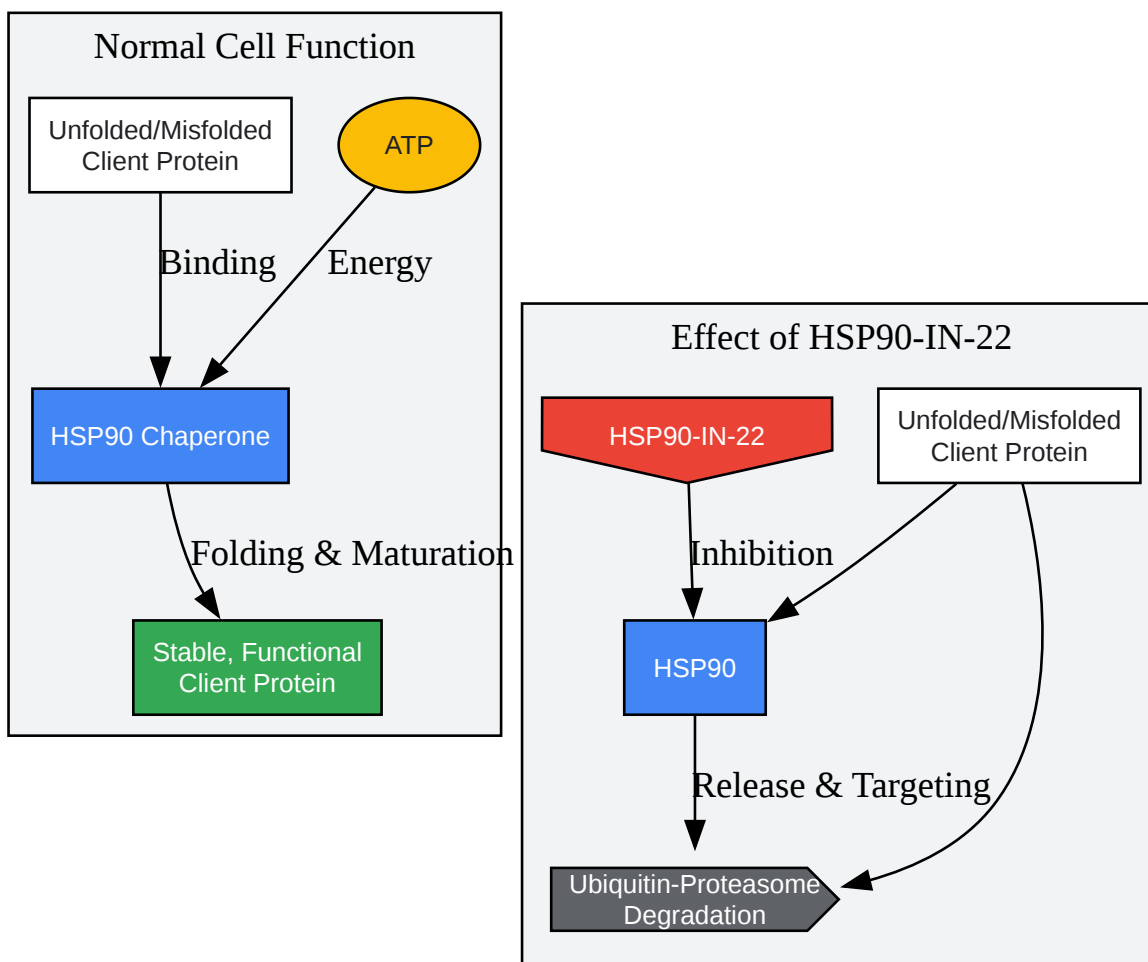 Normal Cell Function
Unfolded/Misfolded
Client Protein
ATP
Binding
Energy
HSP90 Chaperone
Folding & Maturation
Stable, Functional
Client Protein
Effect of HSP90-IN-22
HSP90-IN-22
Unfolded/Misfolded
Client Protein
Inhibition
HSP90
Release & Targeting
Ubiquitin-Proteasome
Degradation